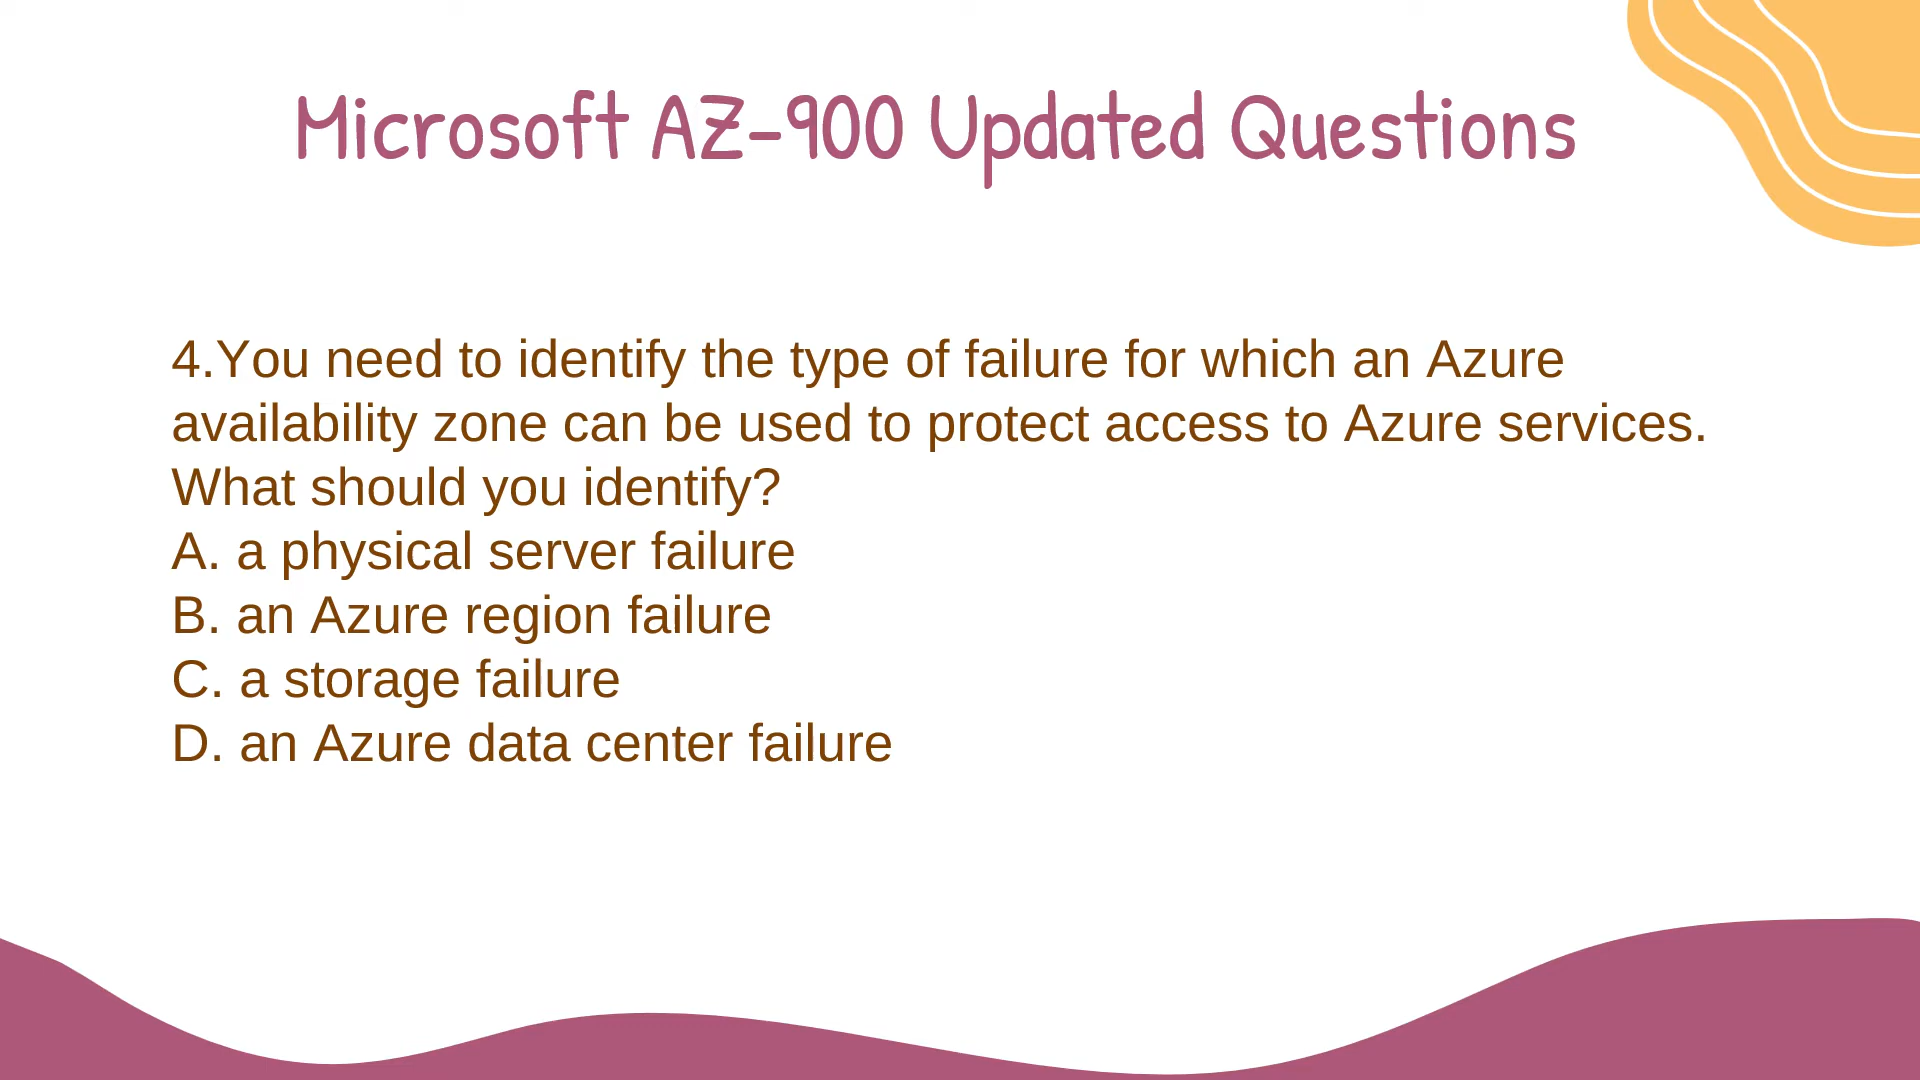 Microsoft AZ-900 Updated Questions
4.You need to identify the type of failure for which an Azure
availability zone can be used to protect access to Azure services.
What should you identify?
A. a physical server failure
B. an Azure region failure
C. a storage failure
D. an Azure data center failure